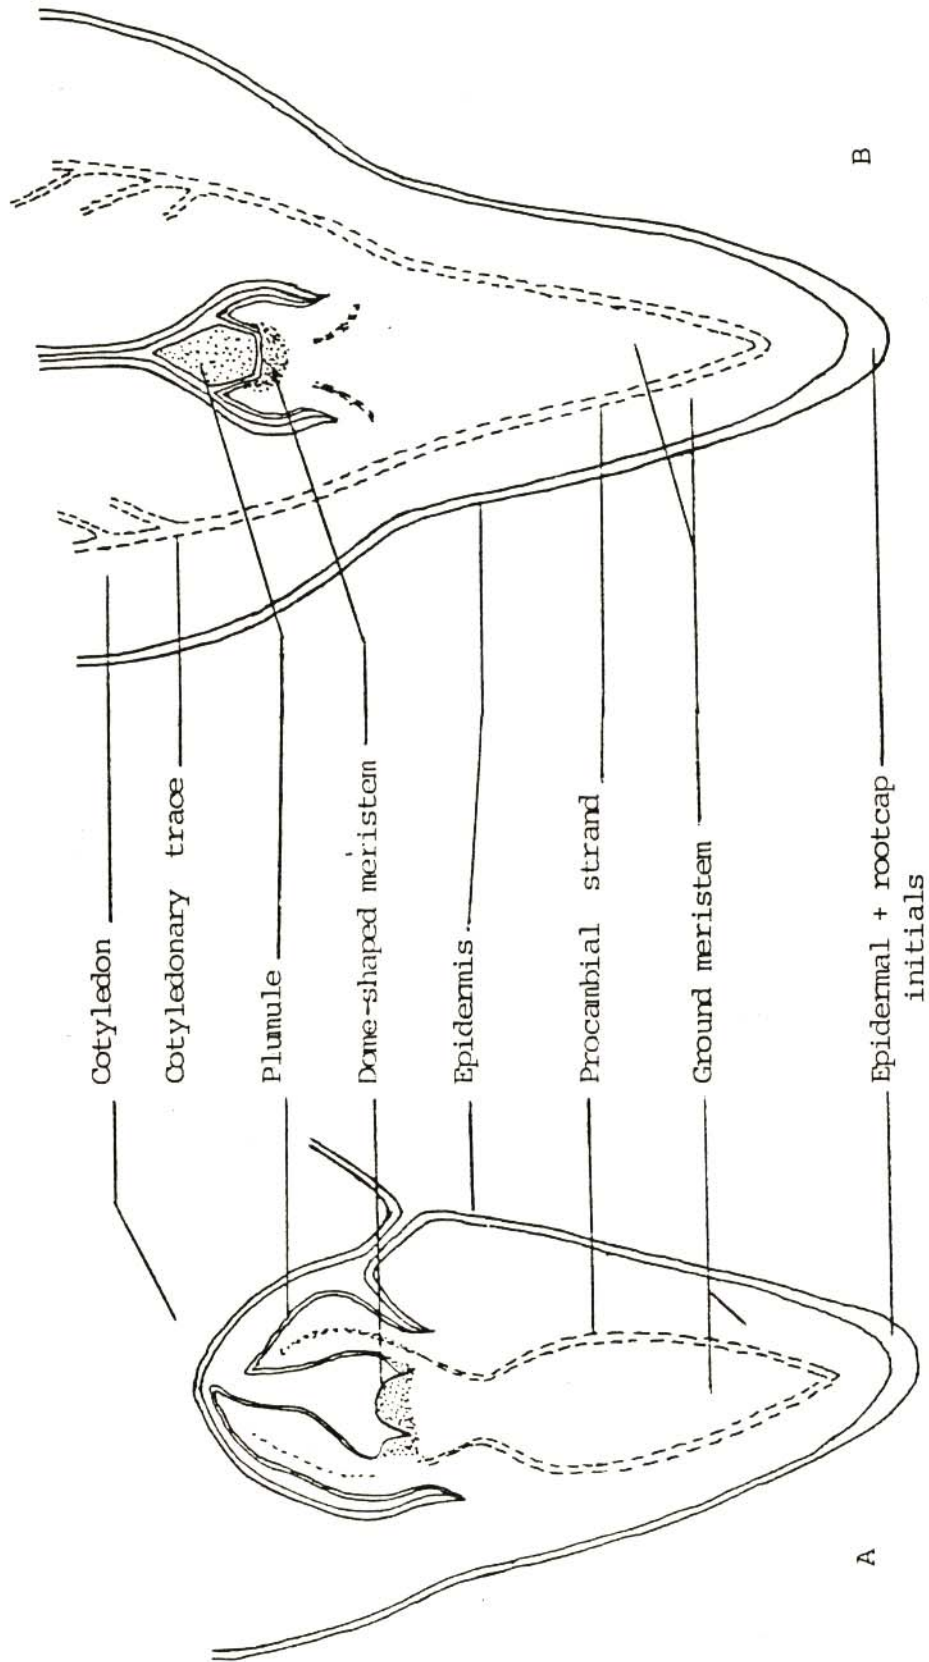 Cotyledon
Cotyledonary trace
Plumule
Dome-shaped meristem
Epidermis
Procambial strand
Ground meristem
Epidermal + rootcap
initials
A
B